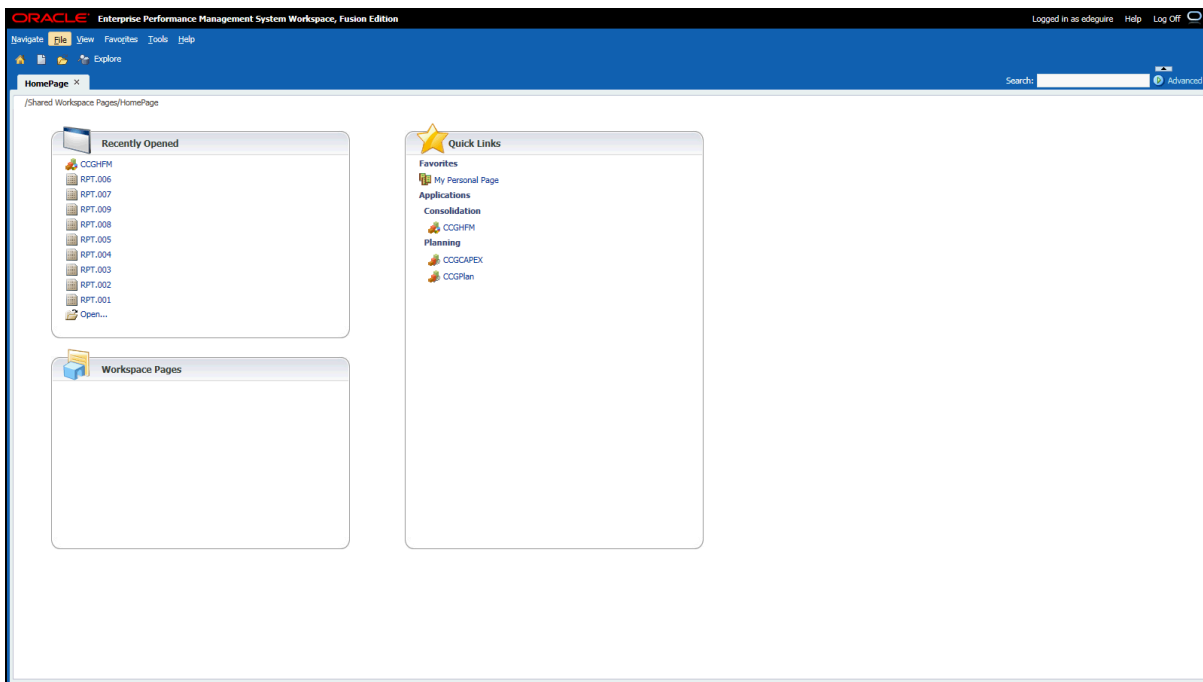 ORACLE Enterprise Performance Management System Workspace, Fusion Edition Logged in as edeguire Help Log Off
Navigate File View Favorites Tools Help
Explore
HomePage × Search: Advanced
/Shared Workspace Pages/HomePage
Recently Opened
CCGHFM
RPT.006
RPT.007
RPT.009
RPT.008
RPT.005
RPT.004
RPT.003
RPT.002
RPT.001
Open...
Workspace Pages
Quick Links
Favorites
My Personal Page
Applications
Consolidation
CCGHFM
Planning
CCGCAPEX
CCGPlan